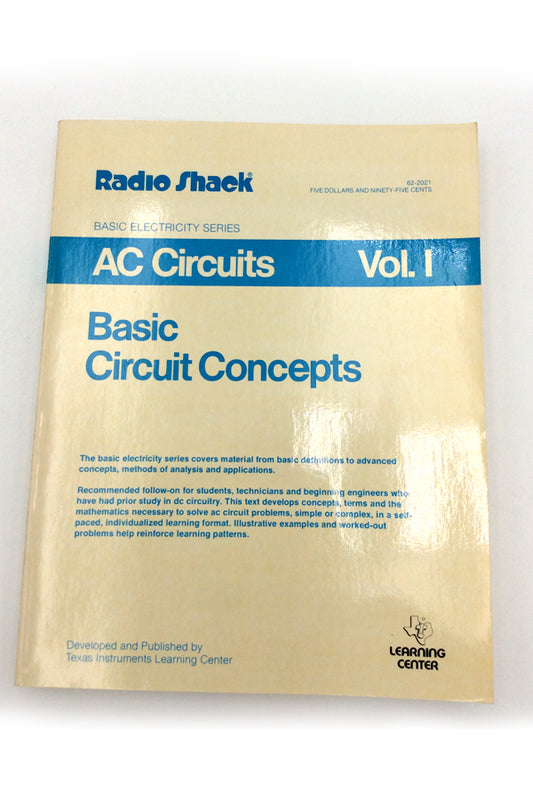 Radio Shack®
62-2021
FIVE DOLLARS AND NINETY-FIVE CENTS
BASIC ELECTRICITY SERIES
AC Circuits Vol. I
Basic
Circuit Concepts
The basic electricity series covers material from basic definitions to advanced
concepts, methods of analysis and applications.
Recommended follow-on for students, technicians and beginning engineers who
have had prior study in dc circuitry. This text develops concepts, terms and the
mathematics necessary to solve ac circuit problems, simple or complex, in a self-
paced, individualized learning format. Illustrative examples and worked-out
problems help reinforce learning patterns.
Developed and Published by
Texas Instruments Learning Center
LEARNING
CENTER